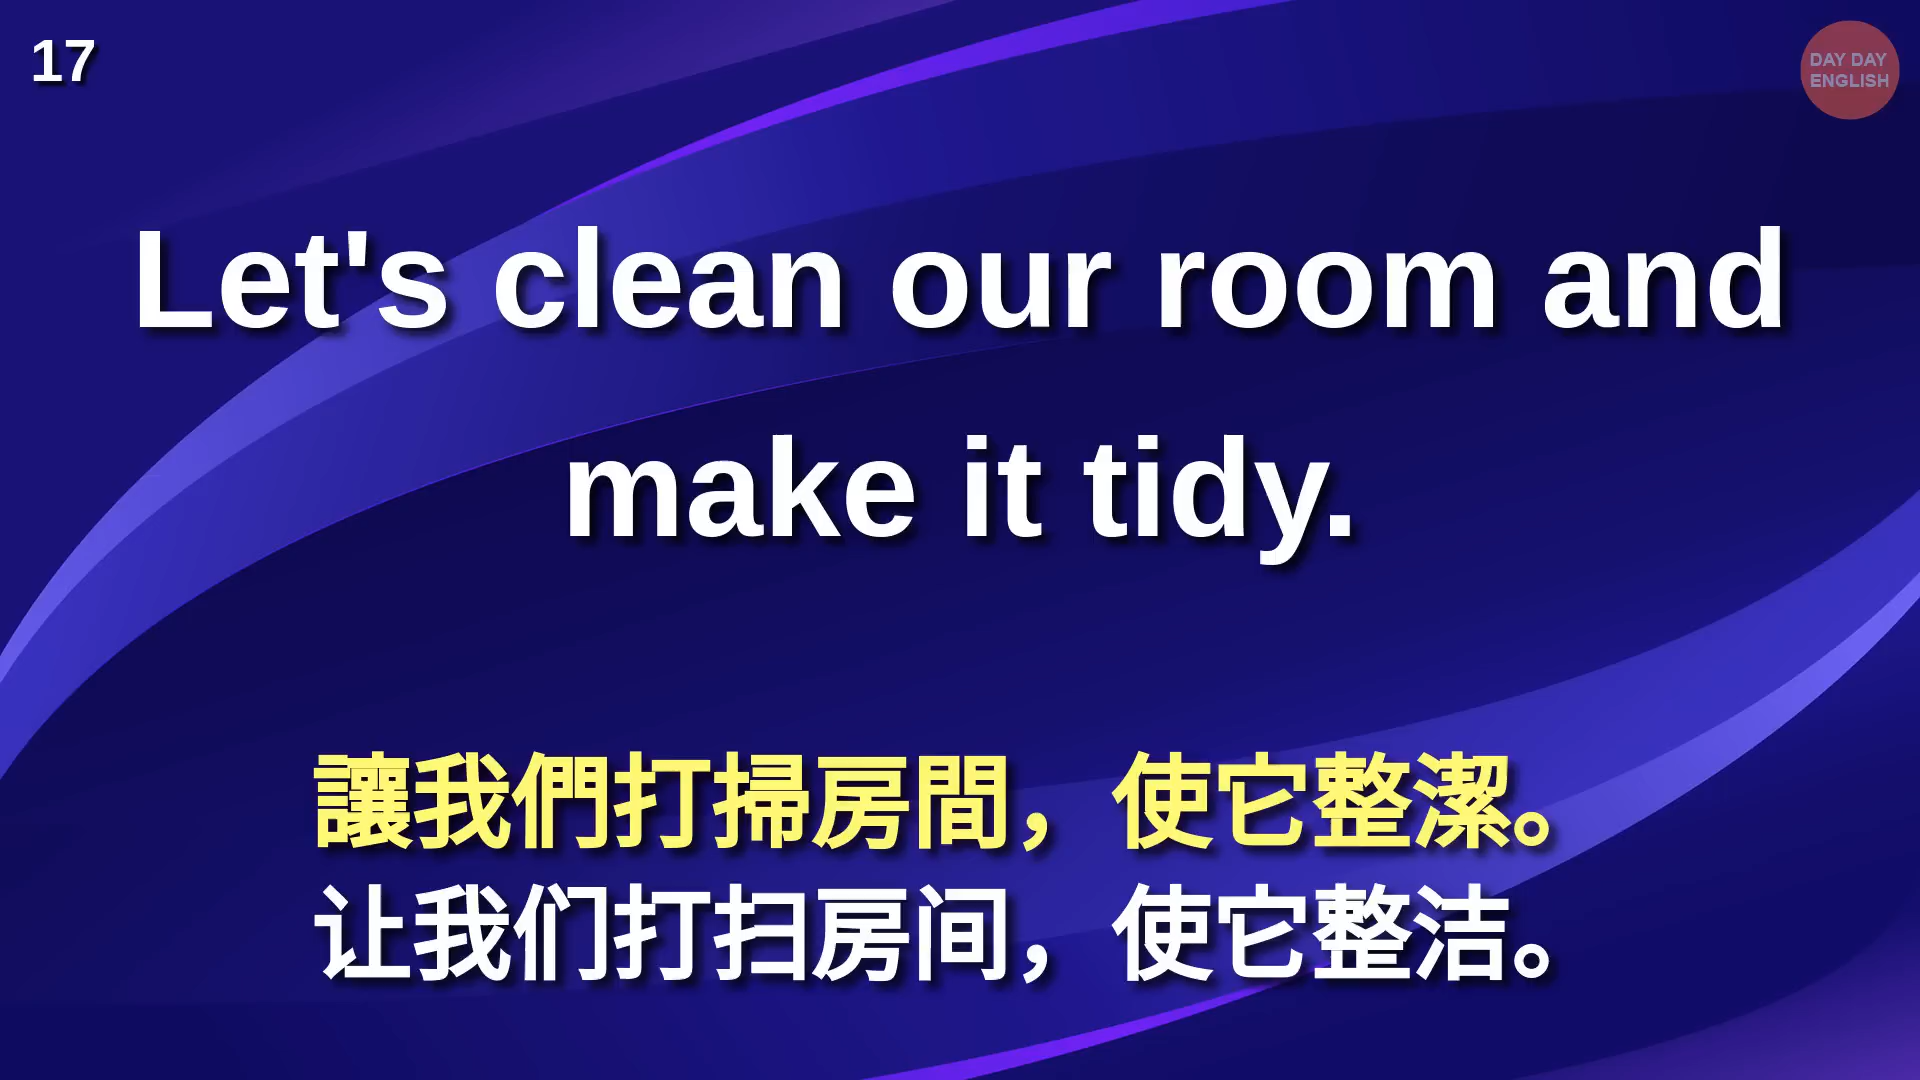 17
DAY DAY
ENGLISH
Let's clean our room and
make it tidy.
讓我們打掃房間，使它整潔。
让我们打扫房间，使它整洁。